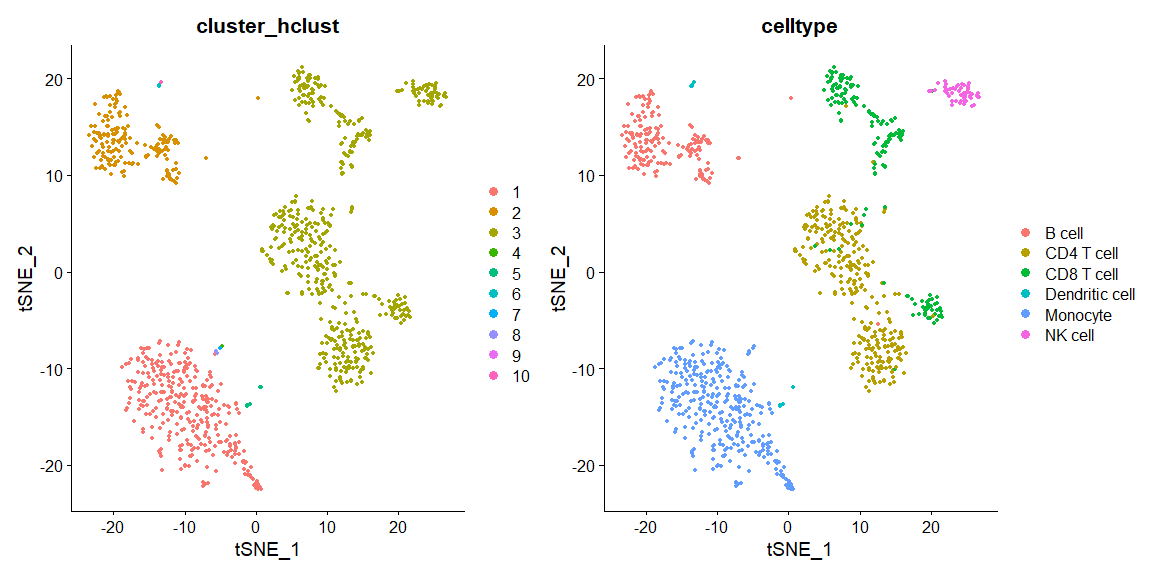 cluster_hclust
tSNE_2
20
10
0
-10
-20
-20
-10
0
10
20
tSNE_1
1
2
3
4
5
6
7
8
9
10
celltype
tSNE_2
20
10
0
-10
-20
-20
-10
0
10
20
tSNE_1
B cell
CD4 T cell
CD8 T cell
Dendritic cell
Monocyte
NK cell